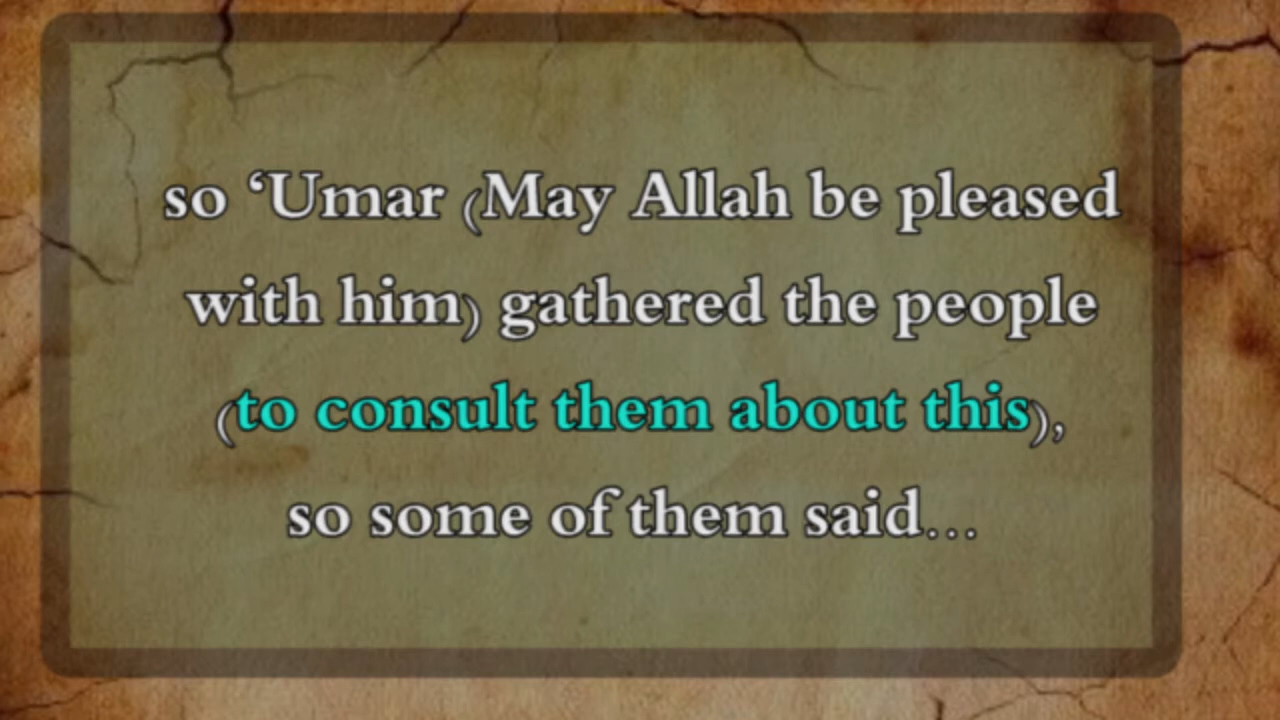 so ‘Umar (May Allah be pleased
with him) gathered the people
(to consult them about this),
so some of them said...